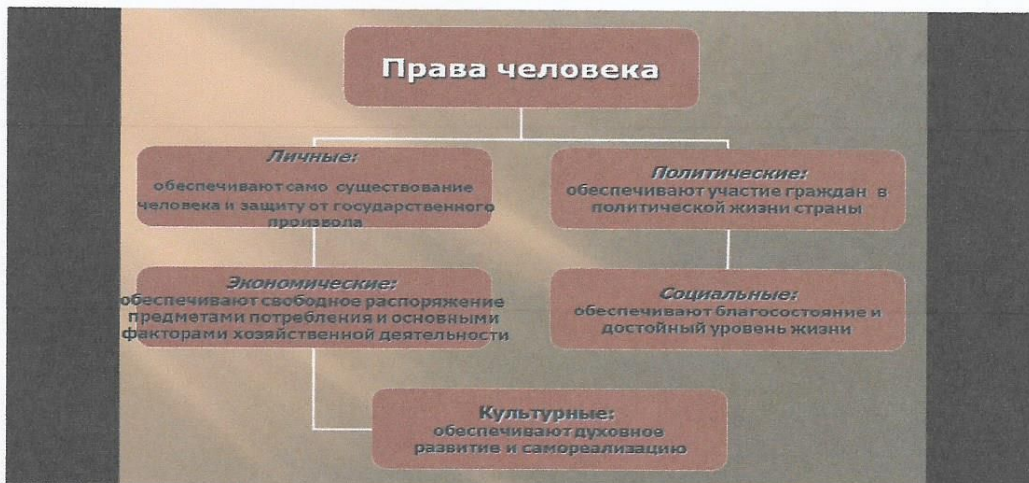 Права человека
Личные:
обеспечивают само существование
человека и защиту от государственного
произвола
Политические:
обеспечивают участие граждан в
политической жизни страны
Экономические:
обеспечивают свободное распоряжение
предметами потребления и основными
факторами хозяйственной деятельности
Социальные:
обеспечивают благосостояние и
достойный уровень жизни
Культурные:
обеспечивают духовное
развитие и самореализацию